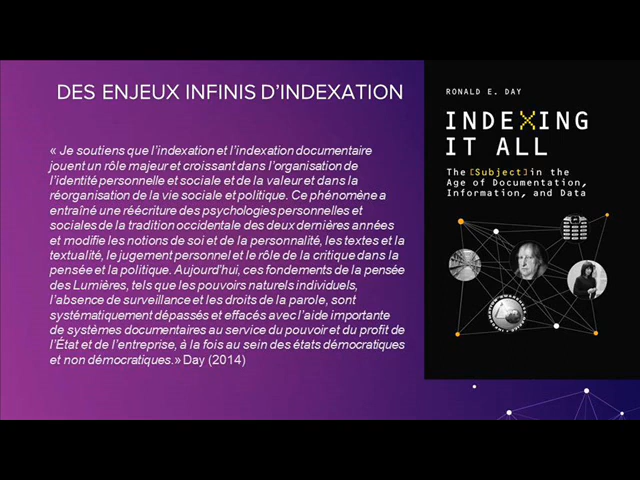 DES ENJEUX INFINIS D'INDEXATION
« Je soutiens que l'indexation et l'indexation documentaire
jouent un rôle majeur et croissant dans l'organisation de
l'identité personnelle et sociale et de la valeur et dans la
réorganisation de la vie sociale et politique. Ce phénomène a
entraîné une réécriture des psychologies personnelles et
sociales de la tradition occidentale des deux dernières années
et modifie les notions de soi et de la personnalité, les textes et la
textualité, le jugement personnel et le rôle de la critique dans la
pensée et la politique. Aujourd'hui, ces fondements de la pensée
des Lumières, tels que les pouvoirs naturels individuels,
l'absence de surveillance et les droits de la parole, sont
systématiquement dépassés et effacés avec l'aide importante
de systèmes documentaires au service du pouvoir et du profit de
l'État et de l'entreprise, à la fois au sein des états démocratiques
et non démocratiques.» Day (2014)
RONALD E. DAY
INDEXING
IT ALL
The [Subject] in the
Age of Documentation,
Information, and Data